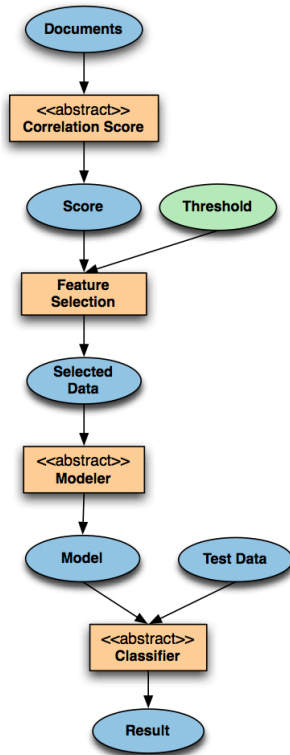 Documents
<<abstract>>
Correlation Score
Score
Threshold
Feature
Selection
Selected
Data
<<abstract>>
Modeler
Model
Test Data
<<abstract>>
Classifier
Result